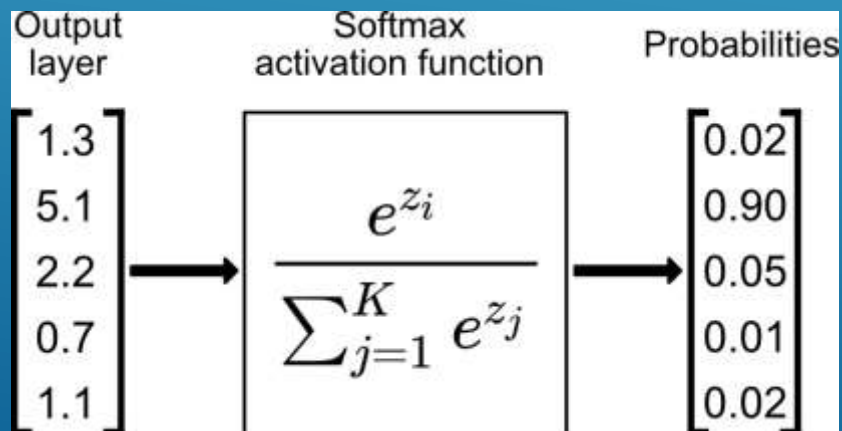 Output
layer
Softmax
activation function
Probabilities
1.3
5.1
2.2
0.7
1.1
e^{z_i}
∑_{j=1}^{K} e^{z_j}
0.02
0.90
0.05
0.01
0.02